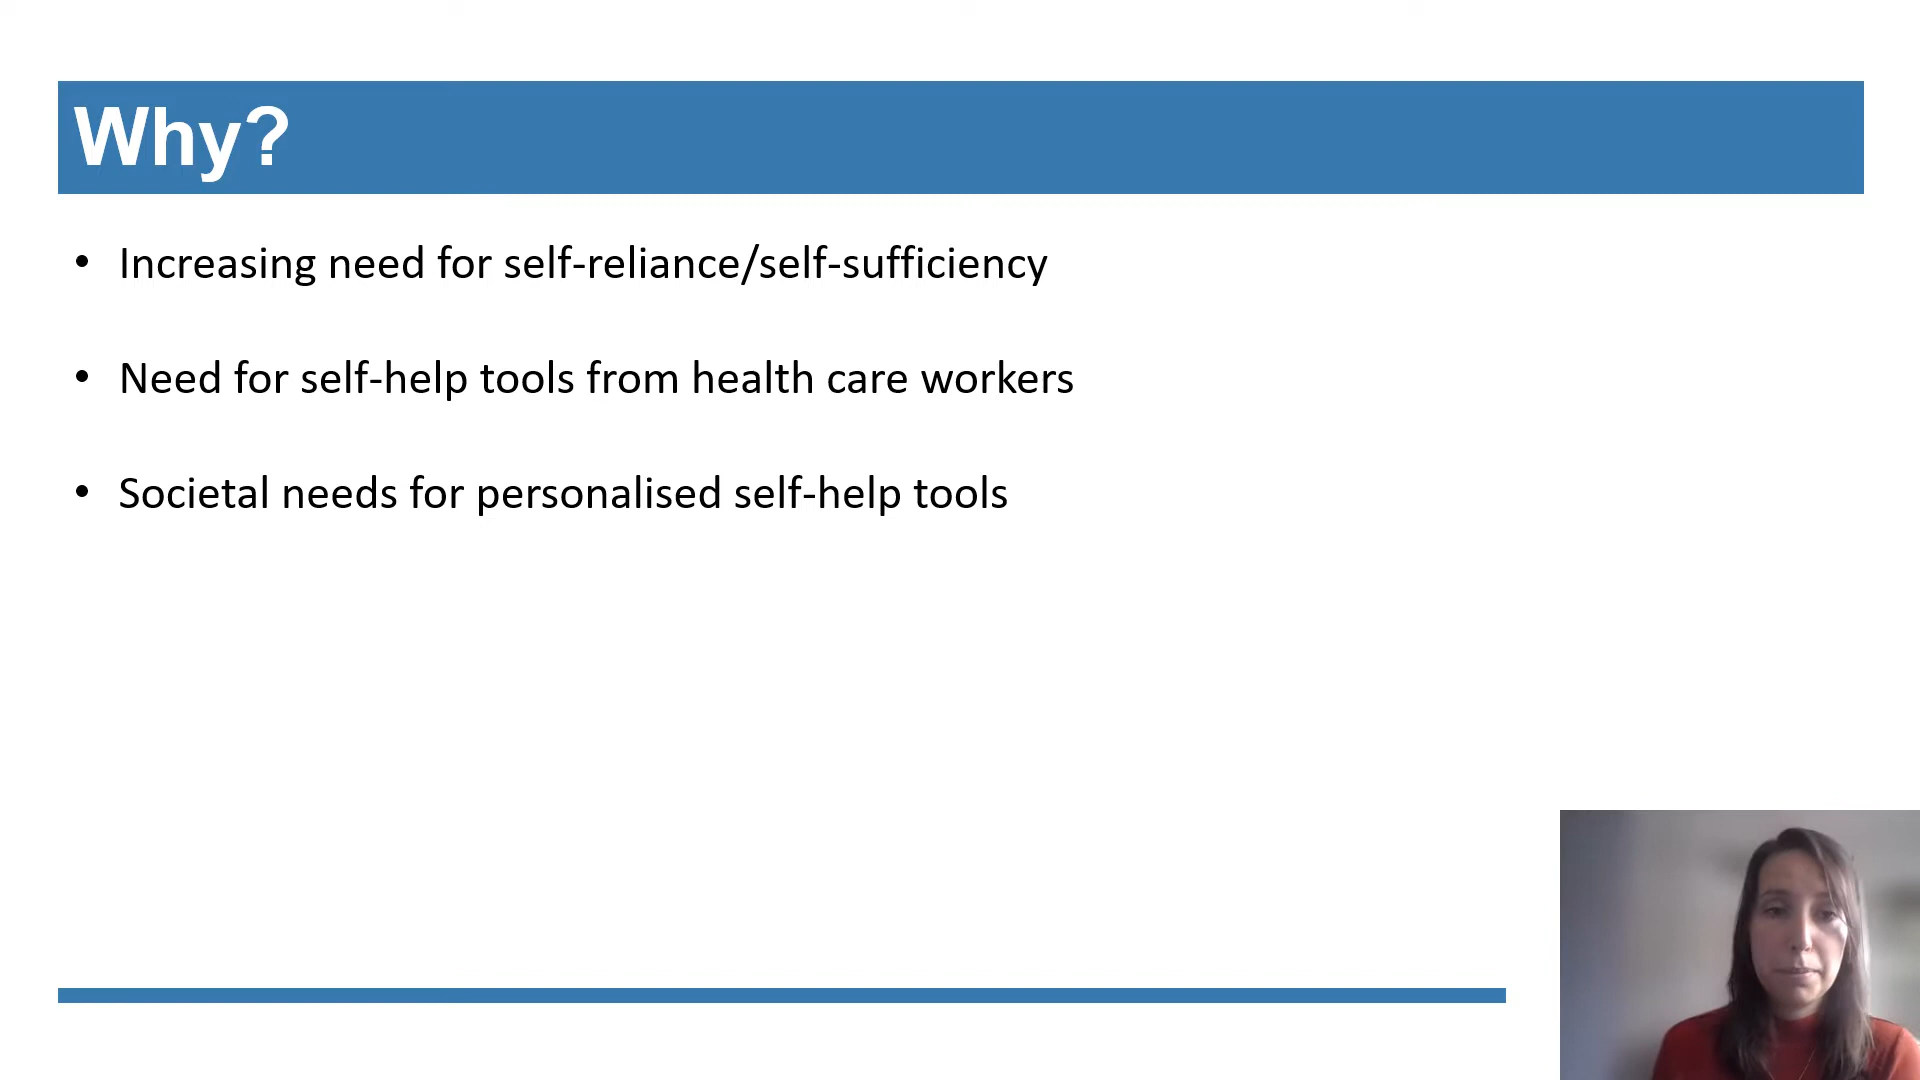 Why?
• Increasing need for self-reliance/self-sufficiency
• Need for self-help tools from health care workers
• Societal needs for personalised self-help tools